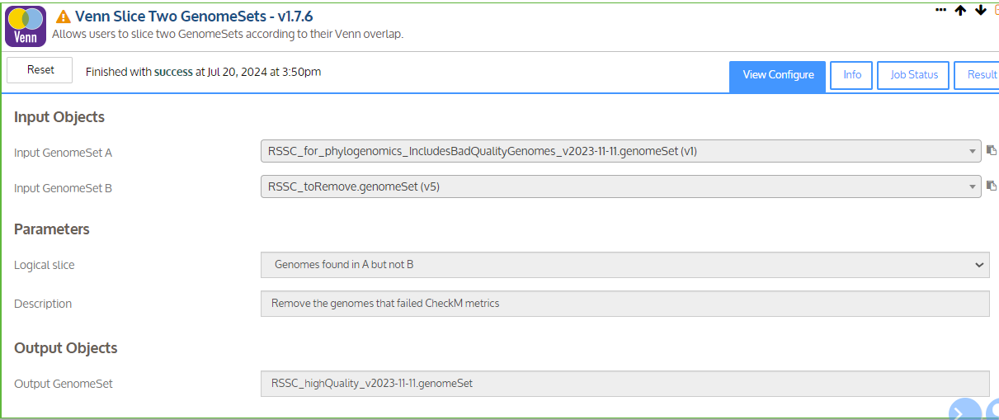 Venn
Venn Slice Two GenomeSets - v1.7.6
Allows users to slice two GenomeSets according to their Venn overlap.
Reset
Finished with success at Jul 20, 2024 at 3:50pm
View Configure
Info
Job Status
Result
Input Objects
Input GenomeSet A
RSSC_for_phylogenomics_IncludesBadQualityGenomes_v2023-11-11.genomeSet (v1)
Input GenomeSet B
RSSC_toRemove.genomeSet (v5)
Parameters
Logical slice
Genomes found in A but not B
Description
Remove the genomes that failed CheckM metrics
Output Objects
Output GenomeSet
RSSC_highQuality_v2023-11-11.genomeSet